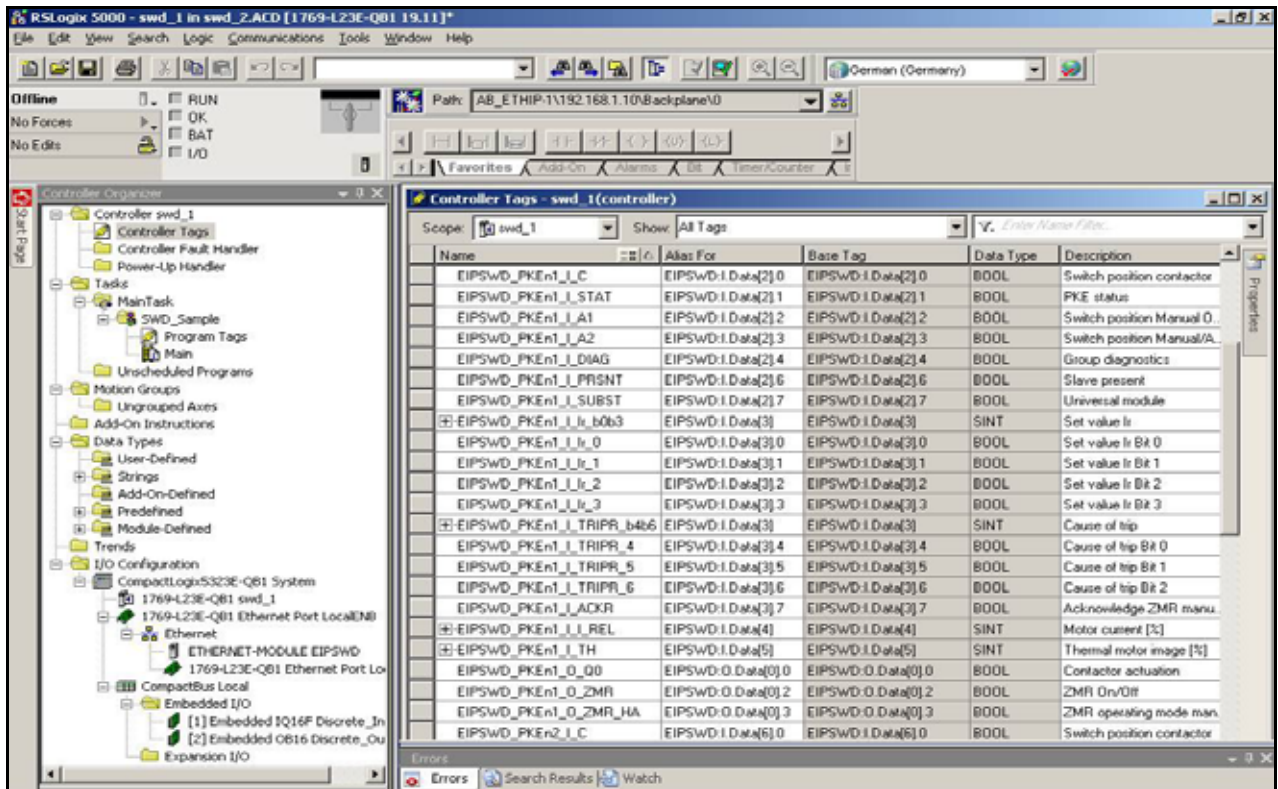 RSLogix 5000 - swd_1 in swd_2.ACD [1769-L23E-QB1 19.11]*
File Edit View Search Logic Communications Tools Window Help
German (Germany)
Offline RUN
No Forces OK
No Edits BAT
I/O
Path: AB_ETHIP-1\192.168.1.10\Backplane\0
Favorites Add-On Alarms Bit Timer/Counter
Start Page
Controller Organizer
Controller swd_1
Controller Tags
Controller Fault Handler
Power-Up Handler
Tasks
MainTask
SWD_Sample
Program Tags
Main
Unscheduled Programs
Motion Groups
Ungrouped Axes
Add-On Instructions
Data Types
User-Defined
Strings
Add-On-Defined
Predefined
Module-Defined
Trends
I/O Configuration
CompactLogix5323E-QB1 System
1769-L23E-QB1 swd_1
1769-L23E-QB1 Ethernet Port LocalENB
Ethernet
ETHERNET-MODULE EIPSWD
1769-L23E-QB1 Ethernet Port Lo
CompactBus Local
Embedded I/O
[1] Embedded IQ16F Discrete_In
[2] Embedded OB16 Discrete_Ou
Expansion I/O
Controller Tags - swd_1(controller)
Scope: swd_1 Show: All Tags Enter Name Filter...
Name Alias For Base Tag Data Type Description
EIPSWD_PKEn1_I_C EIPSWD:I.Data[2].0 EIPSWD:I.Data[2].0 BOOL Switch position contactor
EIPSWD_PKEn1_I_STAT EIPSWD:I.Data[2].1 EIPSWD:I.Data[2].1 BOOL PKE status
EIPSWD_PKEn1_I_A1 EIPSWD:I.Data[2].2 EIPSWD:I.Data[2].2 BOOL Switch position Manual 0..
EIPSWD_PKEn1_I_A2 EIPSWD:I.Data[2].3 EIPSWD:I.Data[2].3 BOOL Switch position Manual/A..
EIPSWD_PKEn1_I_DIAG EIPSWD:I.Data[2].4 EIPSWD:I.Data[2].4 BOOL Group diagnostics
EIPSWD_PKEn1_I_PRSNT EIPSWD:I.Data[2].6 EIPSWD:I.Data[2].6 BOOL Slave present
EIPSWD_PKEn1_I_SUBST EIPSWD:I.Data[2].7 EIPSWD:I.Data[2].7 BOOL Universal module
EIPSWD_PKEn1_I_Ir_b0b3 EIPSWD:I.Data[3] EIPSWD:I.Data[3] SINT Set value Ir
EIPSWD_PKEn1_I_Ir_0 EIPSWD:I.Data[3].0 EIPSWD:I.Data[3].0 BOOL Set value Ir Bit 0
EIPSWD_PKEn1_I_Ir_1 EIPSWD:I.Data[3].1 EIPSWD:I.Data[3].1 BOOL Set value Ir Bit 1
EIPSWD_PKEn1_I_Ir_2 EIPSWD:I.Data[3].2 EIPSWD:I.Data[3].2 BOOL Set value Ir Bit 2
EIPSWD_PKEn1_I_Ir_3 EIPSWD:I.Data[3].3 EIPSWD:I.Data[3].3 BOOL Set value Ir Bit 3
EIPSWD_PKEn1_I_TRIPR_b4b6 EIPSWD:I.Data[3] EIPSWD:I.Data[3] SINT Cause of trip
EIPSWD_PKEn1_I_TRIPR_4 EIPSWD:I.Data[3].4 EIPSWD:I.Data[3].4 BOOL Cause of trip Bit 0
EIPSWD_PKEn1_I_TRIPR_5 EIPSWD:I.Data[3].5 EIPSWD:I.Data[3].5 BOOL Cause of trip Bit 1
EIPSWD_PKEn1_I_TRIPR_6 EIPSWD:I.Data[3].6 EIPSWD:I.Data[3].6 BOOL Cause of trip Bit 2
EIPSWD_PKEn1_I_ACKR EIPSWD:I.Data[3].7 EIPSWD:I.Data[3].7 BOOL Acknowledge ZMR manu..
EIPSWD_PKEn1_I_I_REL EIPSWD:I.Data[4] EIPSWD:I.Data[4] SINT Motor current [%]
EIPSWD_PKEn1_I_TH EIPSWD:I.Data[5] EIPSWD:I.Data[5] SINT Thermal motor image [%]
EIPSWD_PKEn1_O_Q0 EIPSWD:O.Data[0].0 EIPSWD:O.Data[0].0 BOOL Contactor actuation
EIPSWD_PKEn1_O_ZMR EIPSWD:O.Data[0].2 EIPSWD:O.Data[0].2 BOOL ZMR On/Off
EIPSWD_PKEn1_O_ZMR_HA EIPSWD:O.Data[0].3 EIPSWD:O.Data[0].3 BOOL ZMR operating mode man..
EIPSWD_PKEn2_I_C EIPSWD:I.Data[6].0 EIPSWD:I.Data[6].0 BOOL Switch position contactor
Properties
Errors
Errors Search Results Watch